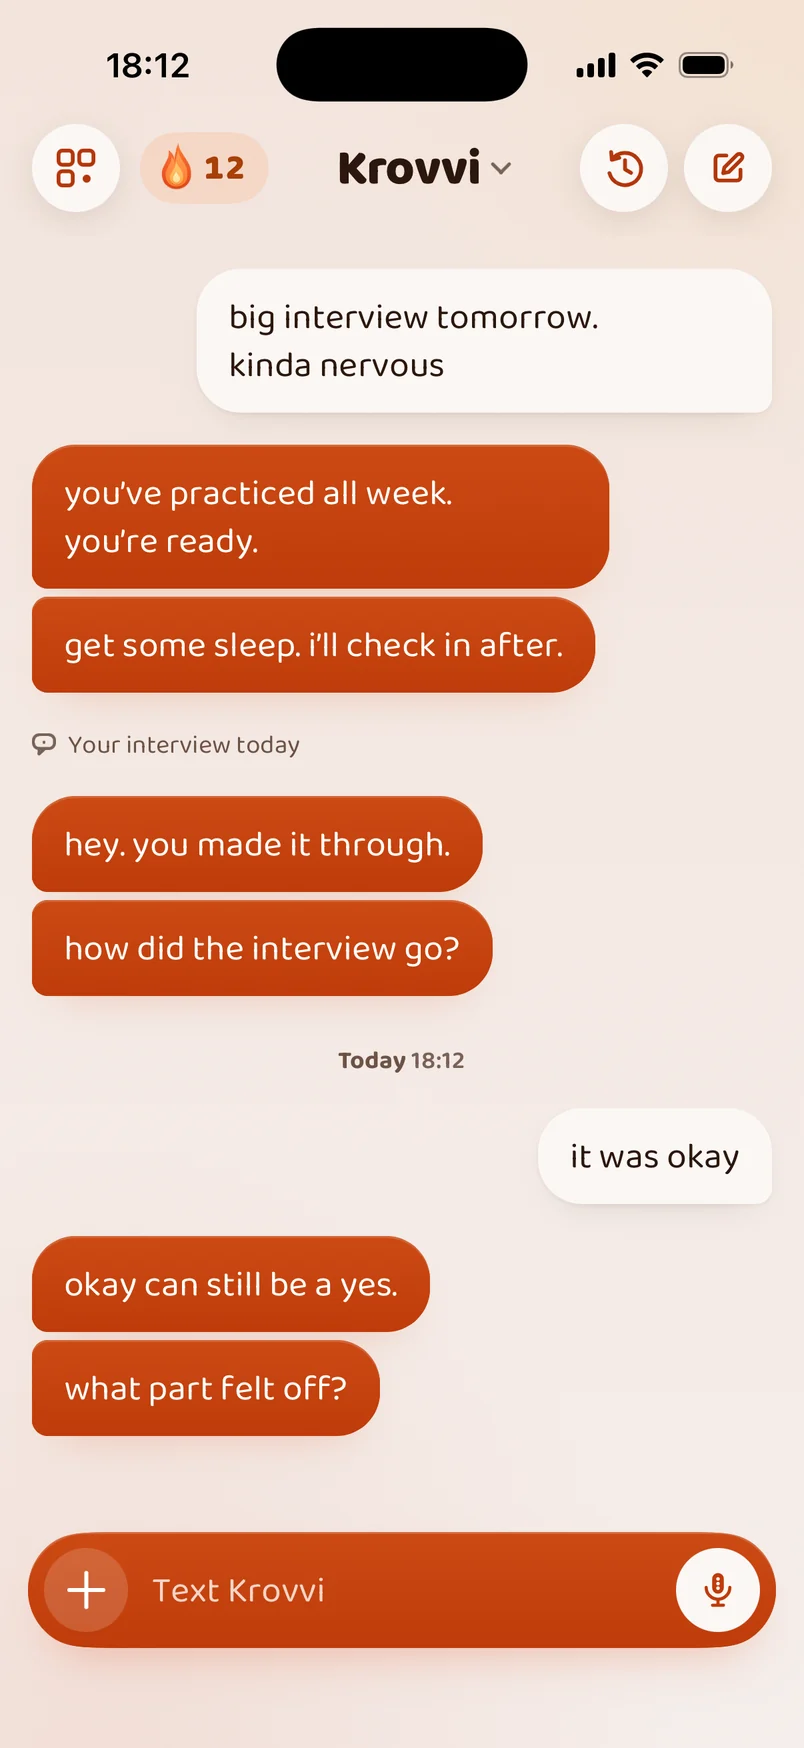 18:12
12
Krovvi
big interview tomorrow.
kinda nervous
you've practiced all week.
you're ready.
get some sleep. i'll check in after.
Your interview today
hey. you made it through.
how did the interview go?
Today 18:12
it was okay
okay can still be a yes.
what part felt off?
Text Krovvi